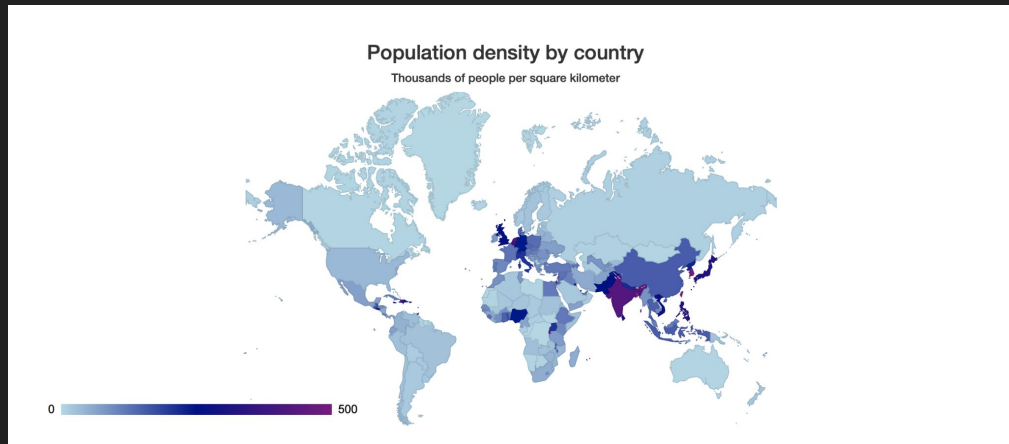 Population density by country
Thousands of people per square kilometer
0
500